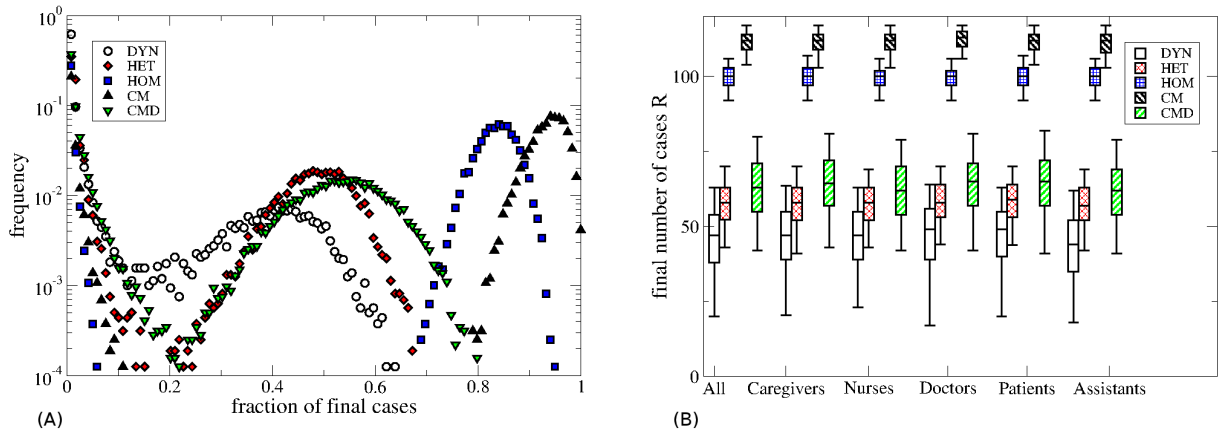 10^0
10^-1
10^-2
10^-3
10^-4
frequency
DYN
HET
HOM
CM
CMD
0 0.2 0.4 0.6 0.8 1
fraction of final cases
(A)
100
50
0
final number of cases R
DYN
HET
HOM
CM
CMD
All Caregivers Nurses Doctors Patients Assistants
(B)